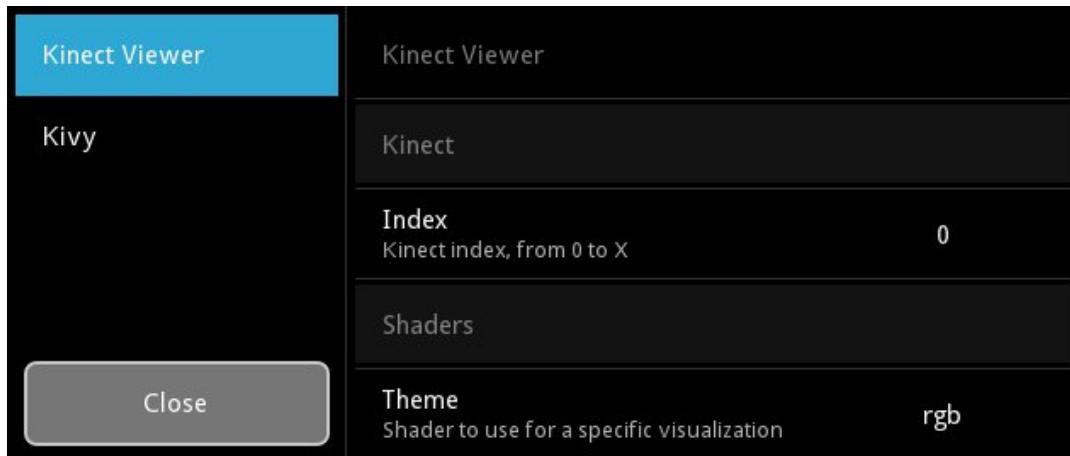 Kinect Viewer
Kivy
Close
Kinect Viewer
Kinect
Index
Kinect index, from 0 to X
0
Shaders
Theme
Shader to use for a specific visualization
rgb